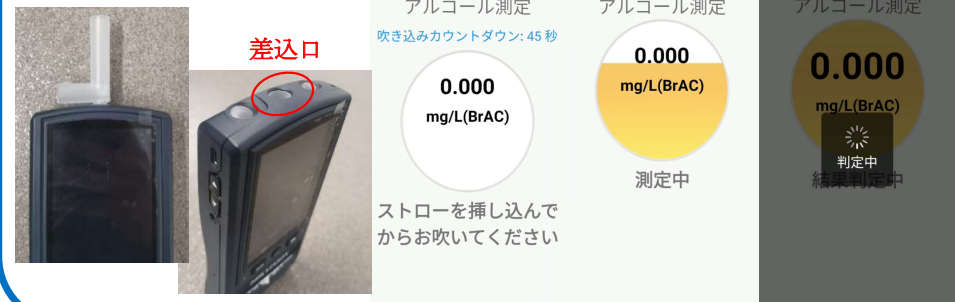 差込口
アルコール測定
吹き込みカウントダウン: 45 秒
0.000
mg/L(BrAC)
ストローを挿し込んで
からお吹いてください
アルコール測定
0.000
mg/L(BrAC)
測定中
アルコール測定
0.000
mg/L(BrAC)
判定中
結果判定中